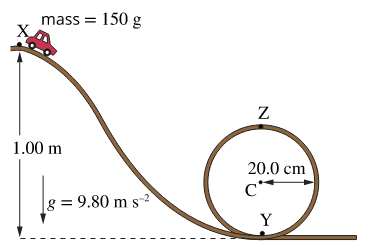 X
mass = 150 g
Z
1.00 m
20.0 cm
C
g = 9.80 m s⁻²
Y